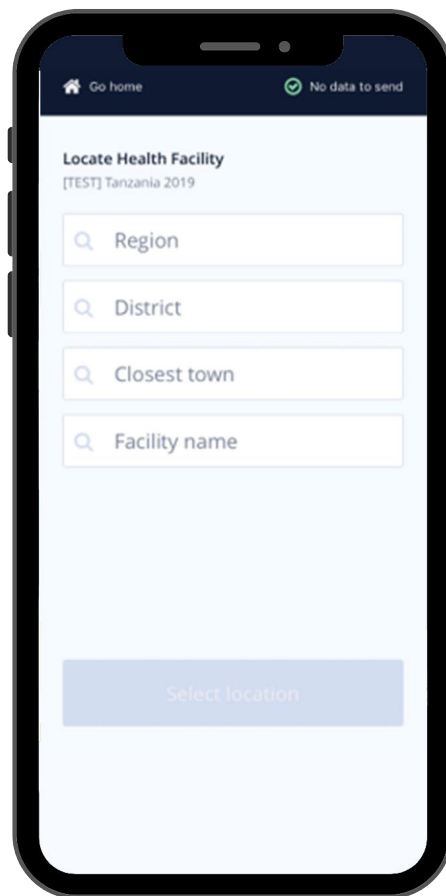 Go home
No data to send
Locate Health Facility
[TEST] Tanzania 2019
Region
District
Closest town
Facility name
Select location